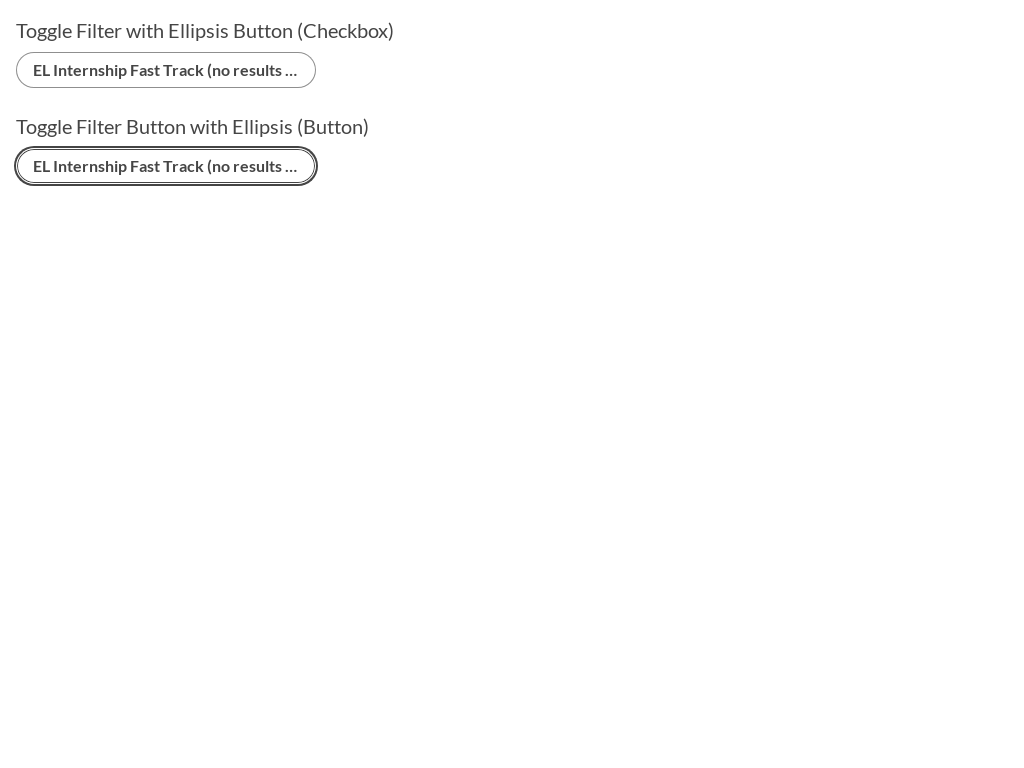 Toggle Filter with Ellipsis Button (Checkbox)
EL Internship Fast Track (no results ...
Toggle Filter Button with Ellipsis (Button)
EL Internship Fast Track (no results ...